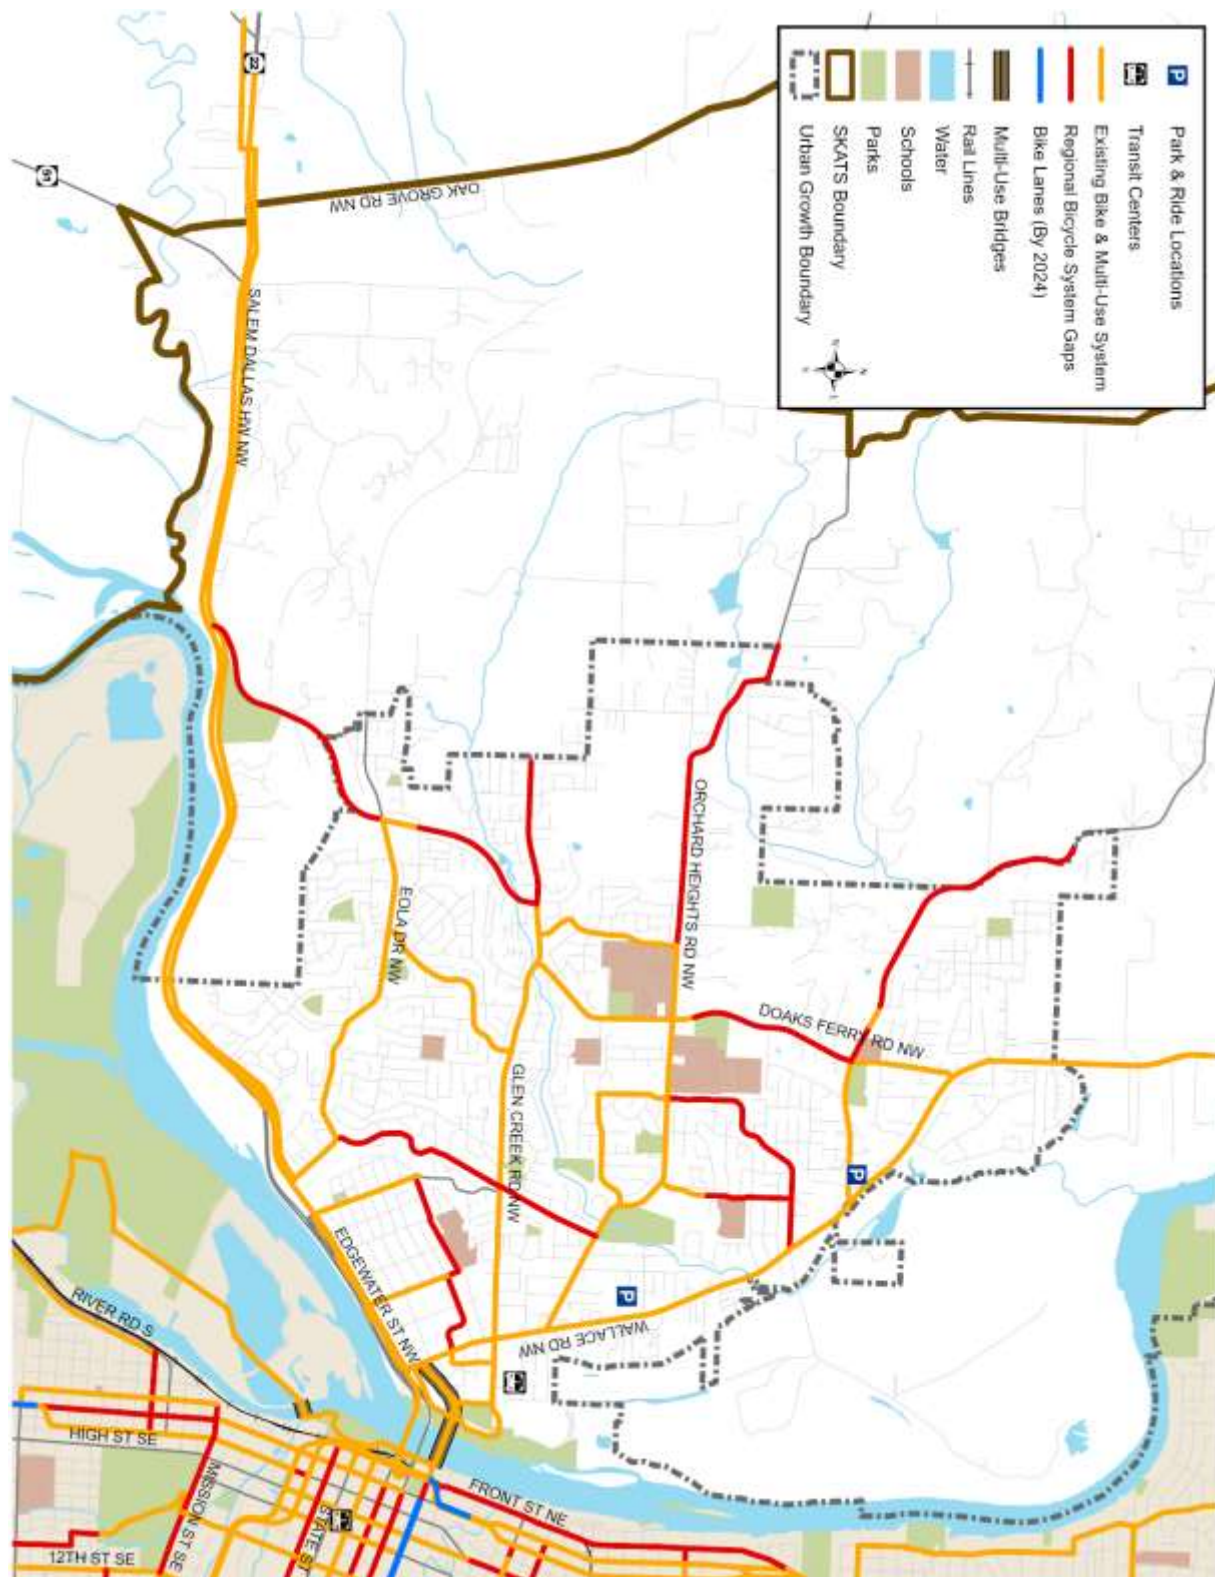 Park & Ride Locations
Transit Centers
Existing Bike & Multi-Use System
Regional Bicycle System Gaps
Bike Lanes (By 2024)
Multi-Use Bridges
Rail Lines
Water
Schools
Parks
SKATS Boundary
Urban Growth Boundary
P
22
51
OAK GROVE RD NW
SALEM DALLAS HW NW
ORCHARD HEIGHTS RD NW
DOAKS FERRY RD NW
EOLA DR NW
GLEN CREEK RD NW
P
EDGEWATER ST NW
P
WALLACE RD NW
RIVER RD S
HIGH ST SE
MISSION ST SE
STATE ST
FRONT ST NE
12TH ST SE